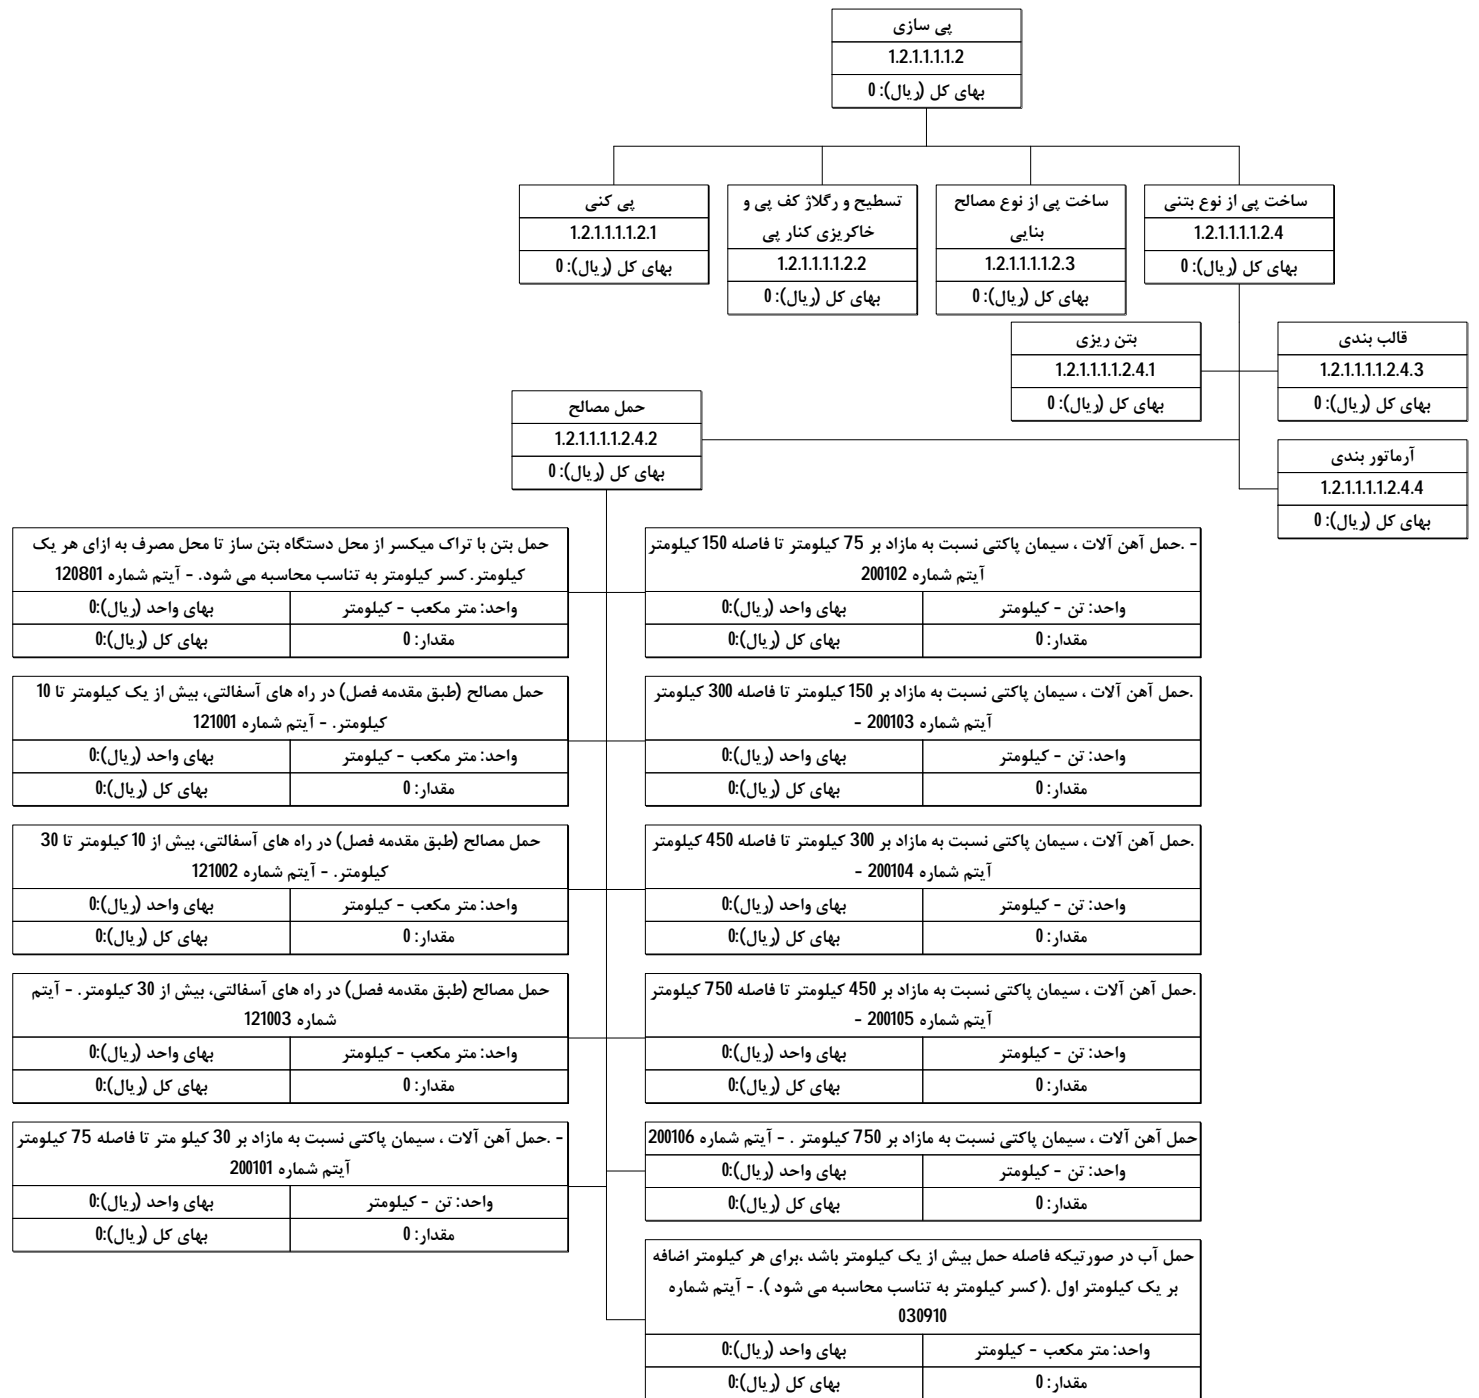 پی سازی
1.2.1.1.1.1.2
بهای کل (ریال): 0
پی کنی
1.2.1.1.1.1.2.1
بهای کل (ریال): 0
تسطیح و رگلاژ کف پی و
خاکریزی کنار پی
1.2.1.1.1.1.2.2
بهای کل (ریال): 0
ساخت پی از نوع مصالح
بنایی
1.2.1.1.1.1.2.3
بهای کل (ریال): 0
ساخت پی از نوع بتنی
1.2.1.1.1.1.2.4
بهای کل (ریال): 0
بتن ریزی
1.2.1.1.1.1.2.4.1
بهای کل (ریال): 0
قالب بندی
1.2.1.1.1.1.2.4.3
بهای کل (ریال): 0
حمل مصالح
1.2.1.1.1.1.2.4.2
بهای کل (ریال): 0
آرماتور بندی
1.2.1.1.1.1.2.4.4
بهای کل (ریال): 0
حمل بتن با تراک میکسر از محل دستگاه بتن ساز تا محل مصرف به ازای هر یک
کیلومتر. کسر کیلومتر به تناسب محاسبه می شود. - آیتم شماره 120801
واحد: متر مکعب - کیلومتر
بهای واحد (ریال):0
مقدار: 0
بهای کل (ریال):0
- .حمل آهن آلات ، سیمان پاکتی نسبت به مازاد بر 75 کیلومتر تا فاصله 150 کیلومتر
آیتم شماره 200102
واحد: تن - کیلومتر
بهای واحد (ریال):0
مقدار: 0
بهای کل (ریال):0
حمل مصالح (طبق مقدمه فصل) در راه های آسفالتی، بیش از یک کیلومتر تا 10
کیلومتر. - آیتم شماره 121001
واحد: متر مکعب - کیلومتر
بهای واحد (ریال):0
مقدار: 0
بهای کل (ریال):0
.حمل آهن آلات ، سیمان پاکتی نسبت به مازاد بر 150 کیلومتر تا فاصله 300 کیلومتر
آیتم شماره 200103 -
واحد: تن - کیلومتر
بهای واحد (ریال):0
مقدار: 0
بهای کل (ریال):0
حمل مصالح (طبق مقدمه فصل) در راه های آسفالتی، بیش از 10 کیلومتر تا 30
کیلومتر. - آیتم شماره 121002
واحد: متر مکعب - کیلومتر
بهای واحد (ریال):0
مقدار: 0
بهای کل (ریال):0
.حمل آهن آلات ، سیمان پاکتی نسبت به مازاد بر 300 کیلومتر تا فاصله 450 کیلومتر
آیتم شماره 200104 -
واحد: تن - کیلومتر
بهای واحد (ریال):0
مقدار: 0
بهای کل (ریال):0
حمل مصالح (طبق مقدمه فصل) در راه های آسفالتی، بیش از 30 کیلومتر. - آیتم
شماره 121003
واحد: متر مکعب - کیلومتر
بهای واحد (ریال):0
مقدار: 0
بهای کل (ریال):0
.حمل آهن آلات ، سیمان پاکتی نسبت به مازاد بر 450 کیلومتر تا فاصله 750 کیلومتر
آیتم شماره 200105 -
واحد: تن - کیلومتر
بهای واحد (ریال):0
مقدار: 0
بهای کل (ریال):0
- .حمل آهن آلات ، سیمان پاکتی نسبت به مازاد بر 30 کیلو متر تا فاصله 75 کیلومتر
آیتم شماره 200101
واحد: تن - کیلومتر
بهای واحد (ریال):0
مقدار: 0
بهای کل (ریال):0
حمل آهن آلات ، سیمان پاکتی نسبت به مازاد بر 750 کیلومتر . - آیتم شماره 200106
واحد: تن - کیلومتر
بهای واحد (ریال):0
مقدار: 0
بهای کل (ریال):0
حمل آب در صورتیکه فاصله حمل بیش از یک کیلومتر باشد ،برای هر کیلومتر اضافه
بر یک کیلومتر اول .( کسر کیلومتر به تناسب محاسبه می شود ). - آیتم شماره
030910
واحد: متر مکعب - کیلومتر
بهای واحد (ریال):0
مقدار: 0
بهای کل (ریال):0